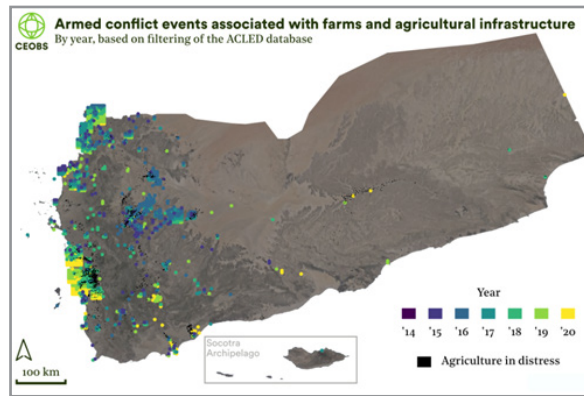 Armed conflict events associated with farms and agricultural infrastructure
CEOBS
By year, based on filtering of the ACLED database
Year
'14 '15 '16 '17 '18 '19 '20
Agriculture in distress
Socotra
Archipelago
100 km